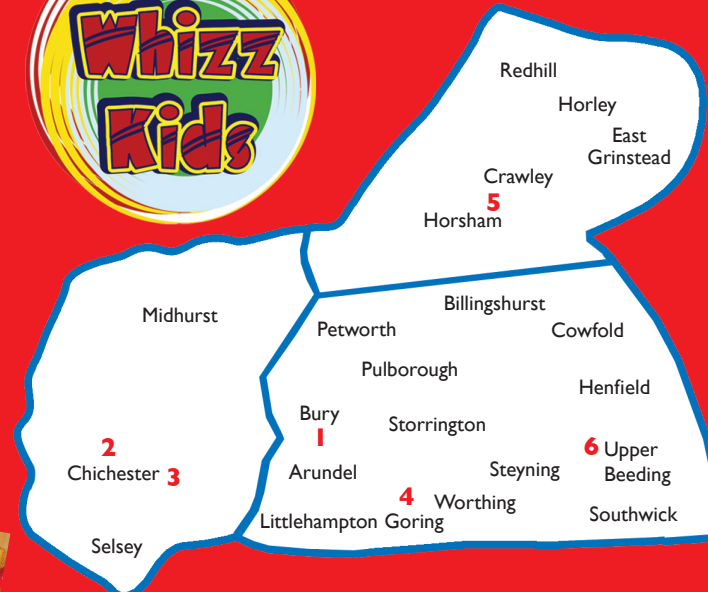 Whizz
Kids
Redhill
Horley
East
Grinstead
Crawley
5
Horsham
Midhurst
Billingshurst
Petworth
Cowfold
Pulborough
Henfield
Bury
1
Storrington
2
Chichester 3
Arundel
6 Upper
Beeding
Steyning
4
Worthing
Littlehampton Goring
Southwick
Selsey